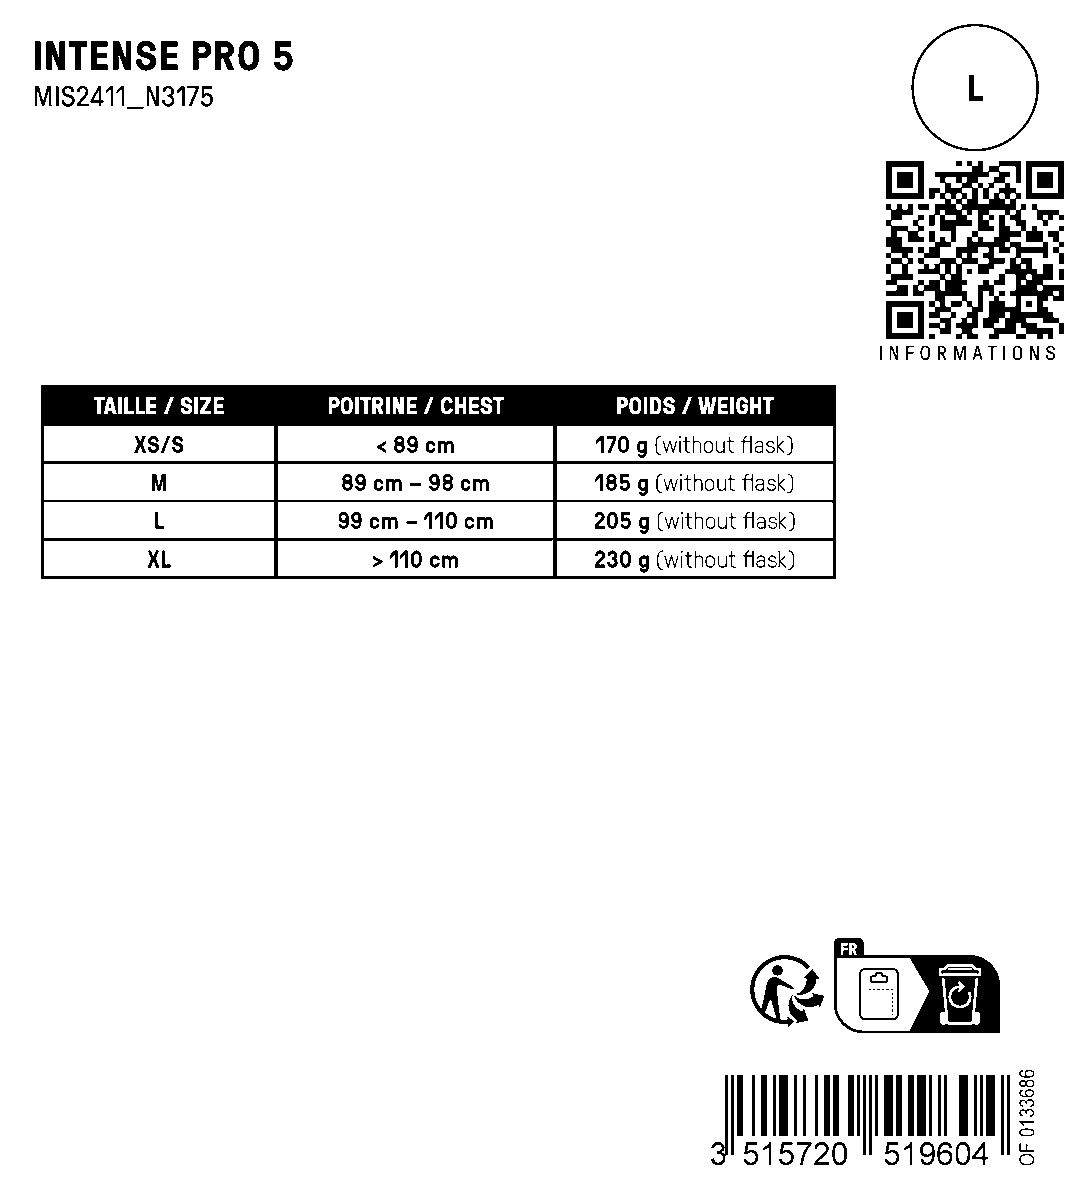 INTENSE PRO 5
MIS2411_N3175
L
INFORMATIONS
TAILLE / SIZE POITRINE / CHEST POIDS / WEIGHT
XS/S < 89 cm 170 g (without flask)
M 89 cm – 98 cm 185 g (without flask)
L 99 cm – 110 cm 205 g (without flask)
XL > 110 cm 230 g (without flask)
FR
3 515720 519604
OF 0133686